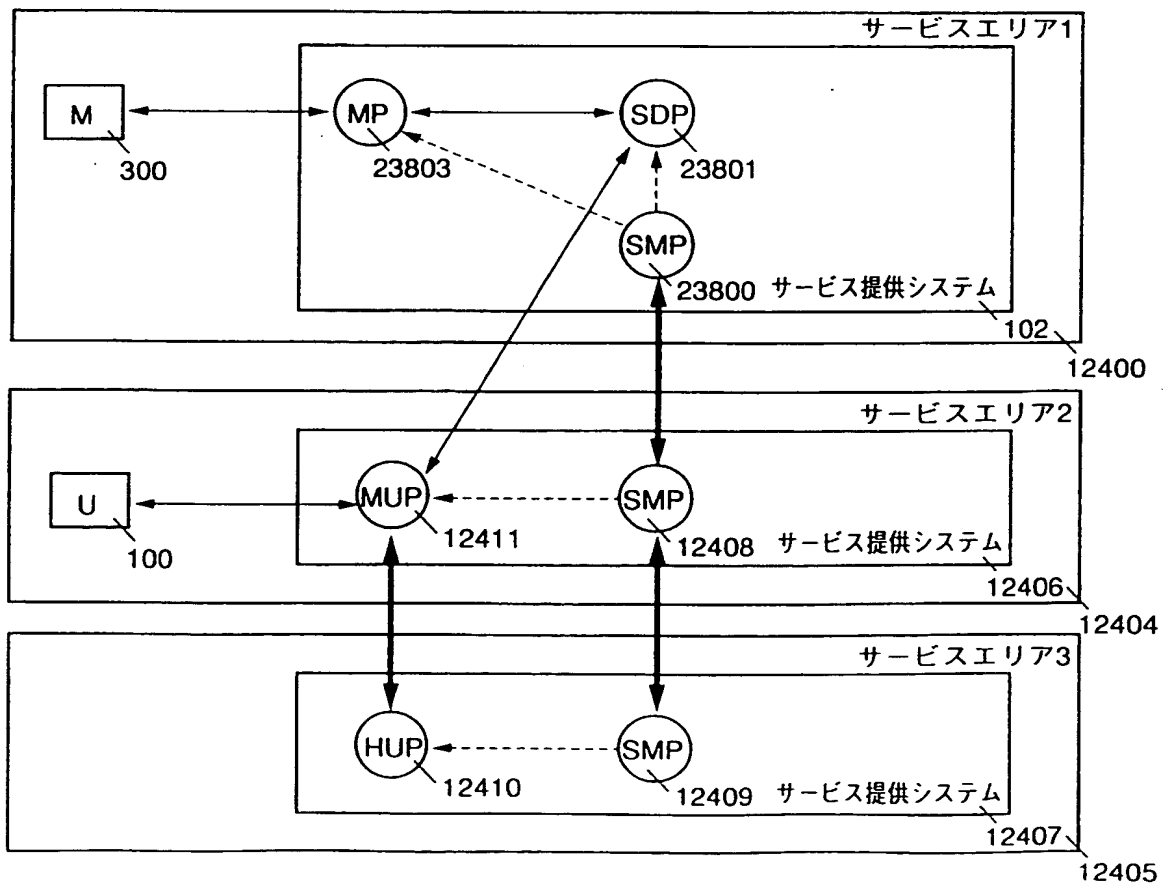 サービスエリア1
M
300
MP
23803
SDP
23801
SMP
23800
サービス提供システム
102
12400
サービスエリア2
U
100
MUP
12411
SMP
12408
サービス提供システム
12406
12404
サービスエリア3
HUP
12410
SMP
12409
サービス提供システム
12407
12405